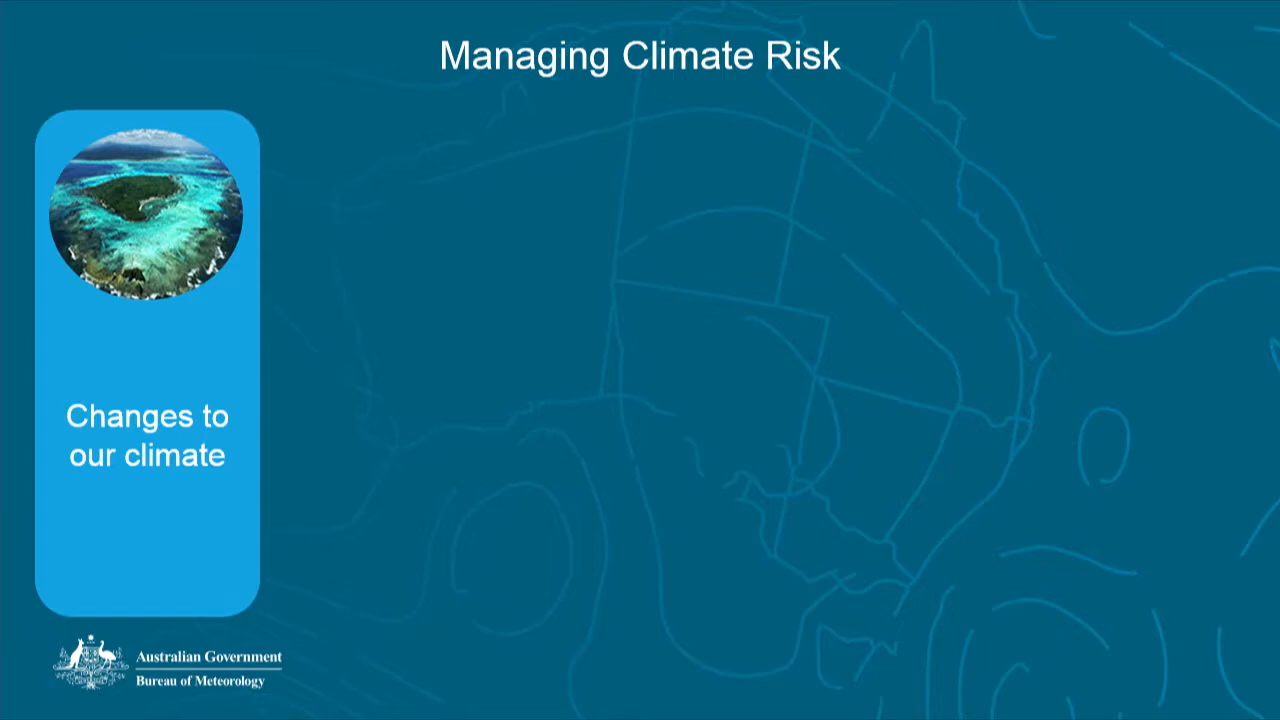 Managing Climate Risk
Changes to
our climate
Australian Government
Bureau of Meteorology